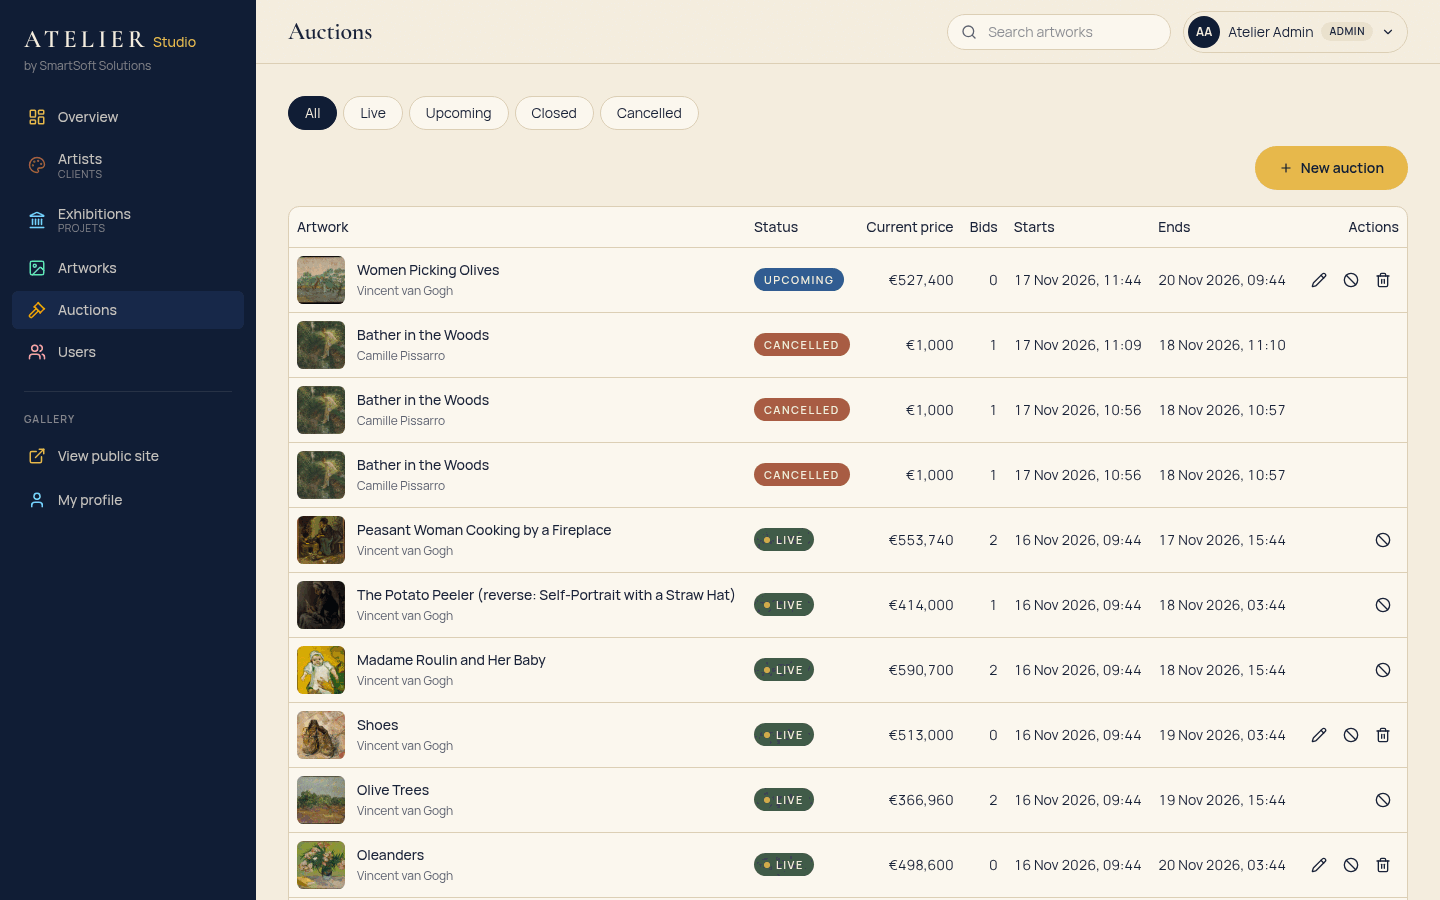 ATELIER Studio
by SmartSoft Solutions
Overview
Artists
CLIENTS
Exhibitions
PROJETS
Artworks
Auctions
Users
GALLERY
View public site
My profile
Auctions
Search artworks
AA Atelier Admin ADMIN
All Live Upcoming Closed Cancelled
+ New auction
Artwork Status Current price Bids Starts Ends Actions
Women Picking Olives
Vincent van Gogh
UPCOMING €527,400 0 17 Nov 2026, 11:44 20 Nov 2026, 09:44
Bather in the Woods
Camille Pissarro
CANCELLED €1,000 1 17 Nov 2026, 11:09 18 Nov 2026, 11:10
Bather in the Woods
Camille Pissarro
CANCELLED €1,000 1 17 Nov 2026, 10:56 18 Nov 2026, 10:57
Bather in the Woods
Camille Pissarro
CANCELLED €1,000 1 17 Nov 2026, 10:56 18 Nov 2026, 10:57
Peasant Woman Cooking by a Fireplace
Vincent van Gogh
LIVE €553,740 2 16 Nov 2026, 09:44 17 Nov 2026, 15:44
The Potato Peeler (reverse: Self-Portrait with a Straw Hat)
Vincent van Gogh
LIVE €414,000 1 16 Nov 2026, 09:44 18 Nov 2026, 03:44
Madame Roulin and Her Baby
Vincent van Gogh
LIVE €590,700 2 16 Nov 2026, 09:44 18 Nov 2026, 15:44
Shoes
Vincent van Gogh
LIVE €513,000 0 16 Nov 2026, 09:44 19 Nov 2026, 03:44
Olive Trees
Vincent van Gogh
LIVE €366,960 2 16 Nov 2026, 09:44 19 Nov 2026, 15:44
Oleanders
Vincent van Gogh
LIVE €498,600 0 16 Nov 2026, 09:44 20 Nov 2026, 03:44